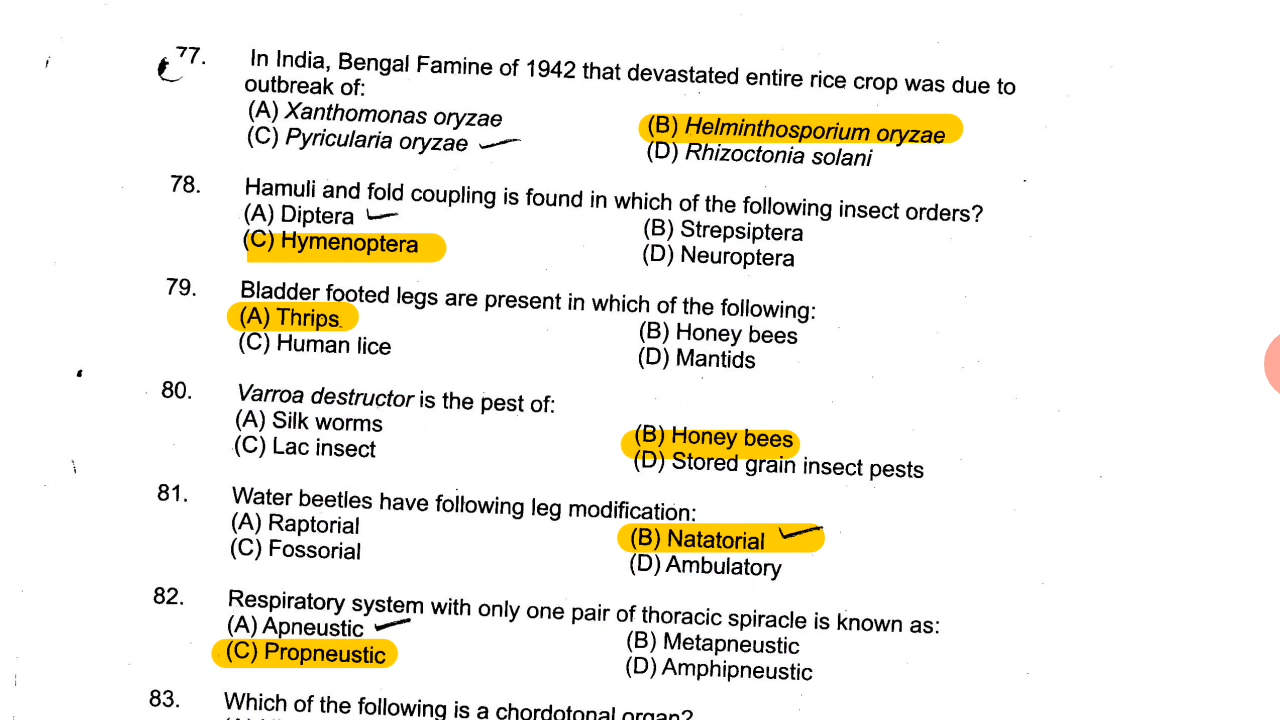 77. In India, Bengal Famine of 1942 that devastated entire rice crop was due to
outbreak of:
(A) Xanthomonas oryzae (B) Helminthosporium oryzae
(C) Pyricularia oryzae (D) Rhizoctonia solani
78. Hamuli and fold coupling is found in which of the following insect orders?
(A) Diptera (B) Strepsiptera
(C) Hymenoptera (D) Neuroptera
79. Bladder footed legs are present in which of the following:
(A) Thrips. (B) Honey bees
(C) Human lice (D) Mantids
80. Varroa destructor is the pest of:
(A) Silk worms (B) Honey bees
(C) Lac insect (D) Stored grain insect pests
81. Water beetles have following leg modification:
(A) Raptorial (B) Natatorial
(C) Fossorial (D) Ambulatory
82. Respiratory system with only one pair of thoracic spiracle is known as:
(A) Apneustic (B) Metapneustic
(C) Propneustic (D) Amphipneustic
83. Which of the following is a chordotonal organ?